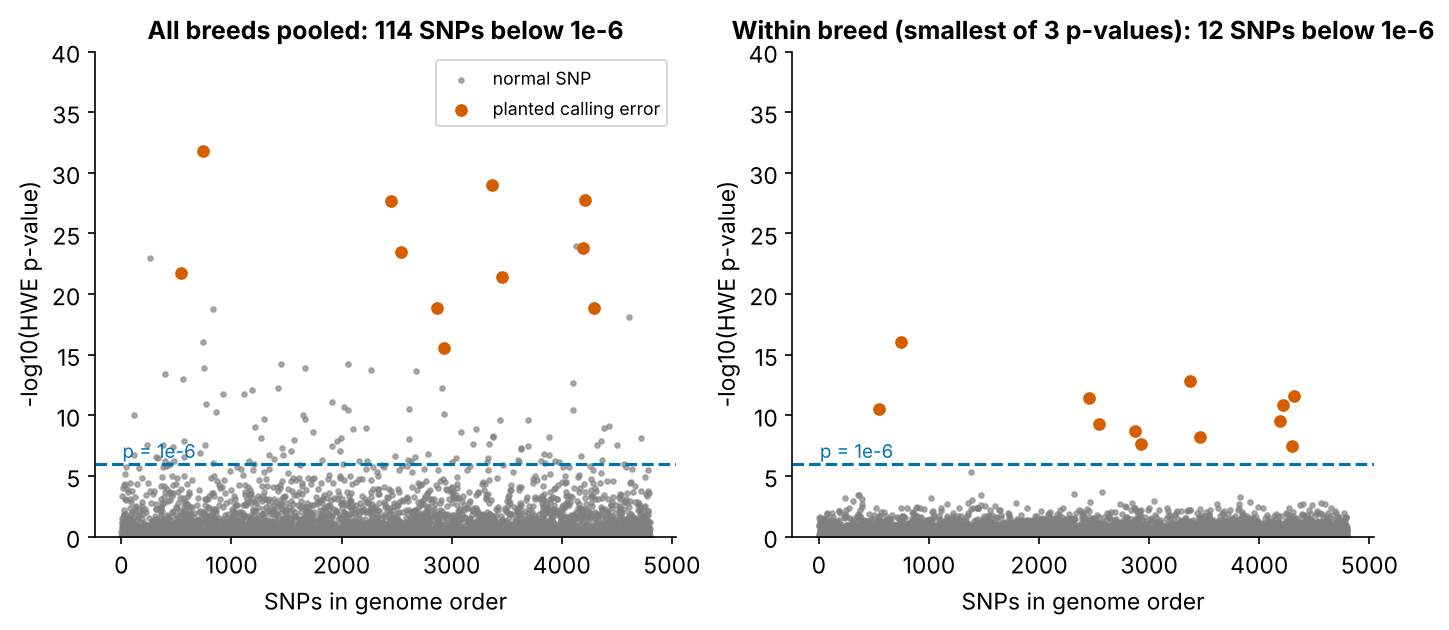 All breeds pooled: 114 SNPs below 1e-6
40
35
30
25
20
15
10
5
0
-log10(HWE p-value)
normal SNP
planted calling error
p = 1e-6
0 1000 2000 3000 4000 5000
SNPs in genome order
Within breed (smallest of 3 p-values): 12 SNPs below 1e-6
40
35
30
25
20
15
10
5
0
-log10(HWE p-value)
p = 1e-6
0 1000 2000 3000 4000 5000
SNPs in genome order